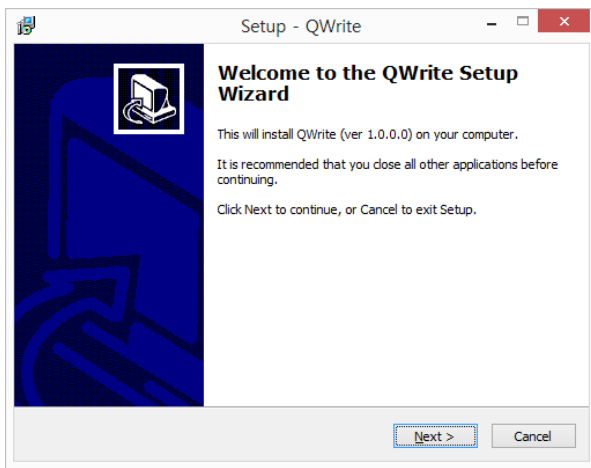 Setup - QWrite
Welcome to the QWrite Setup
Wizard
This will install QWrite (ver 1.0.0.0) on your computer.
It is recommended that you close all other applications before
continuing.
Click Next to continue, or Cancel to exit Setup.
Next >
Cancel